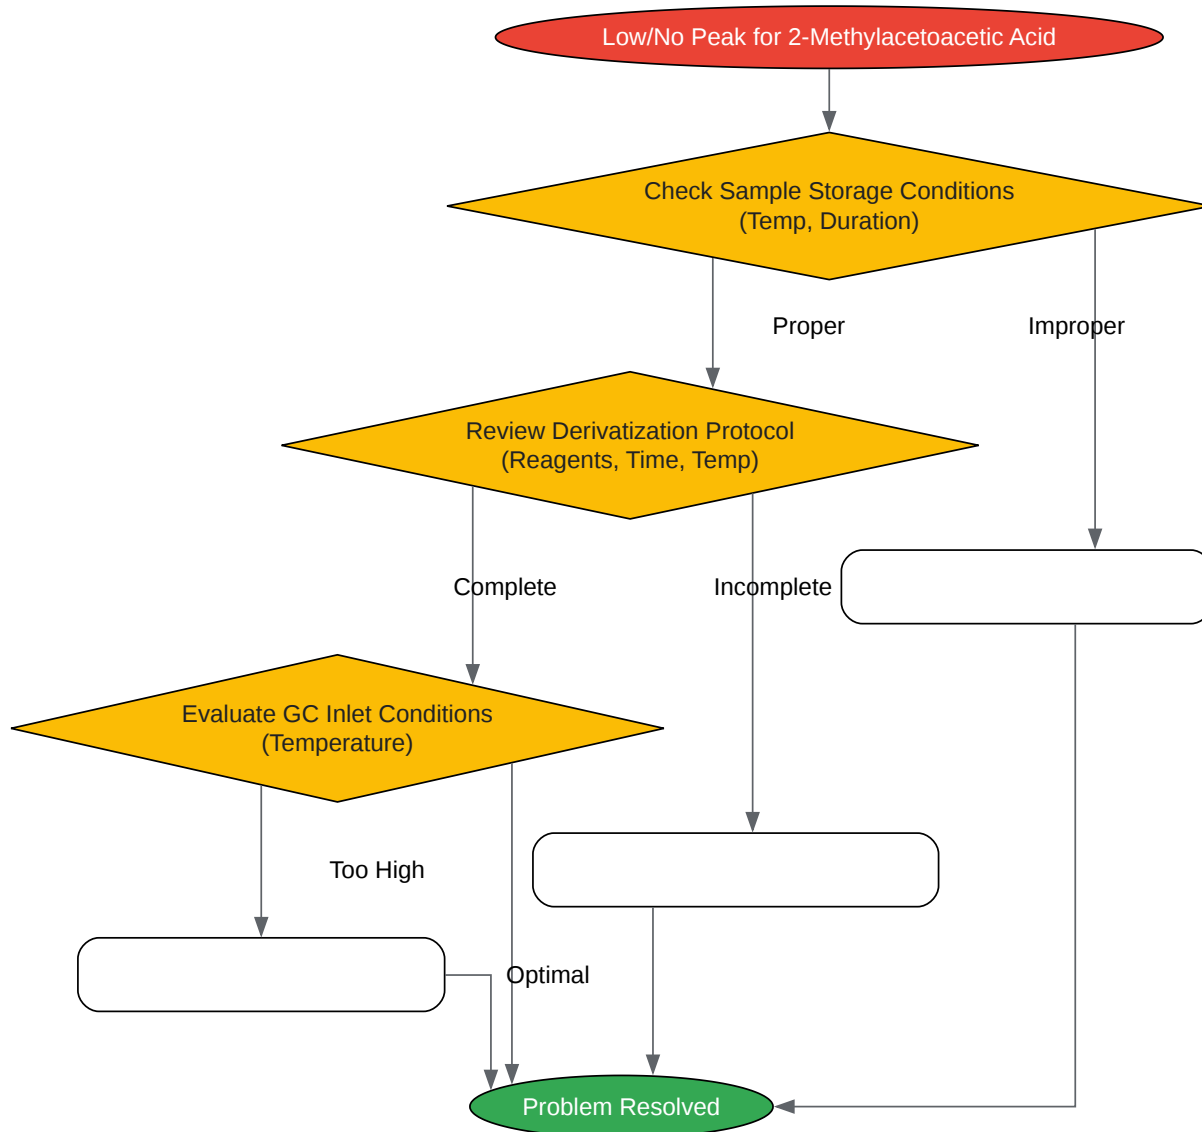 Low/No Peak for 2-Methylacetoacetic Acid
Check Sample Storage Conditions
(Temp, Duration)
Proper
Improper
Review Derivatization Protocol
(Reagents, Time, Temp)
Complete
Incomplete
Evaluate GC Inlet Conditions
(Temperature)
Too High
Optimal
Problem Resolved